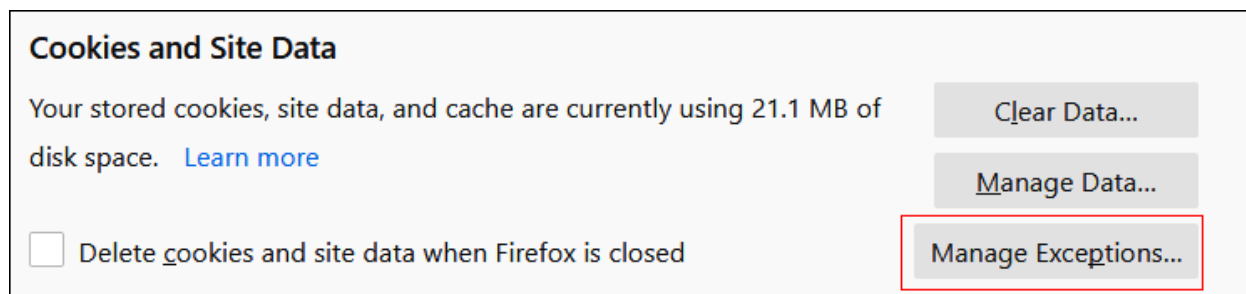 Cookies and Site Data
Your stored cookies, site data, and cache are currently using 21.1 MB of
disk space. Learn more
Clear Data...
Manage Data...
Delete cookies and site data when Firefox is closed
Manage Exceptions...